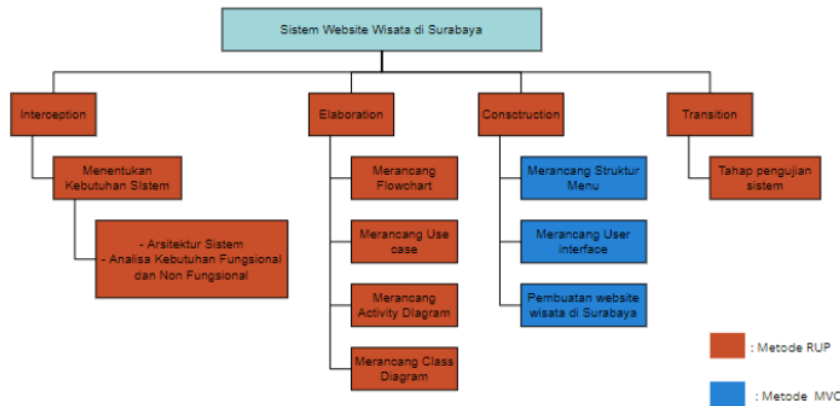 Sistem Website Wisata di Surabaya
Interception
Elaboration
Consctruction
Transition
Menentukan
Kebutuhan SIstem
- Arsitektur Sistem
- Analisa Kebutuhan Fungsional
dan Non Fungsional
Merancang
Flowchart
Merancang Use
case
Merancang
Activity DIagram
Merancang Class
Diagram
Merancang Struktur
Menu
Merancang User
interface
Pembuatan website
wisata di Surabaya
Tahap pengujian
sistem
: Metode RUP
: Metode MVC